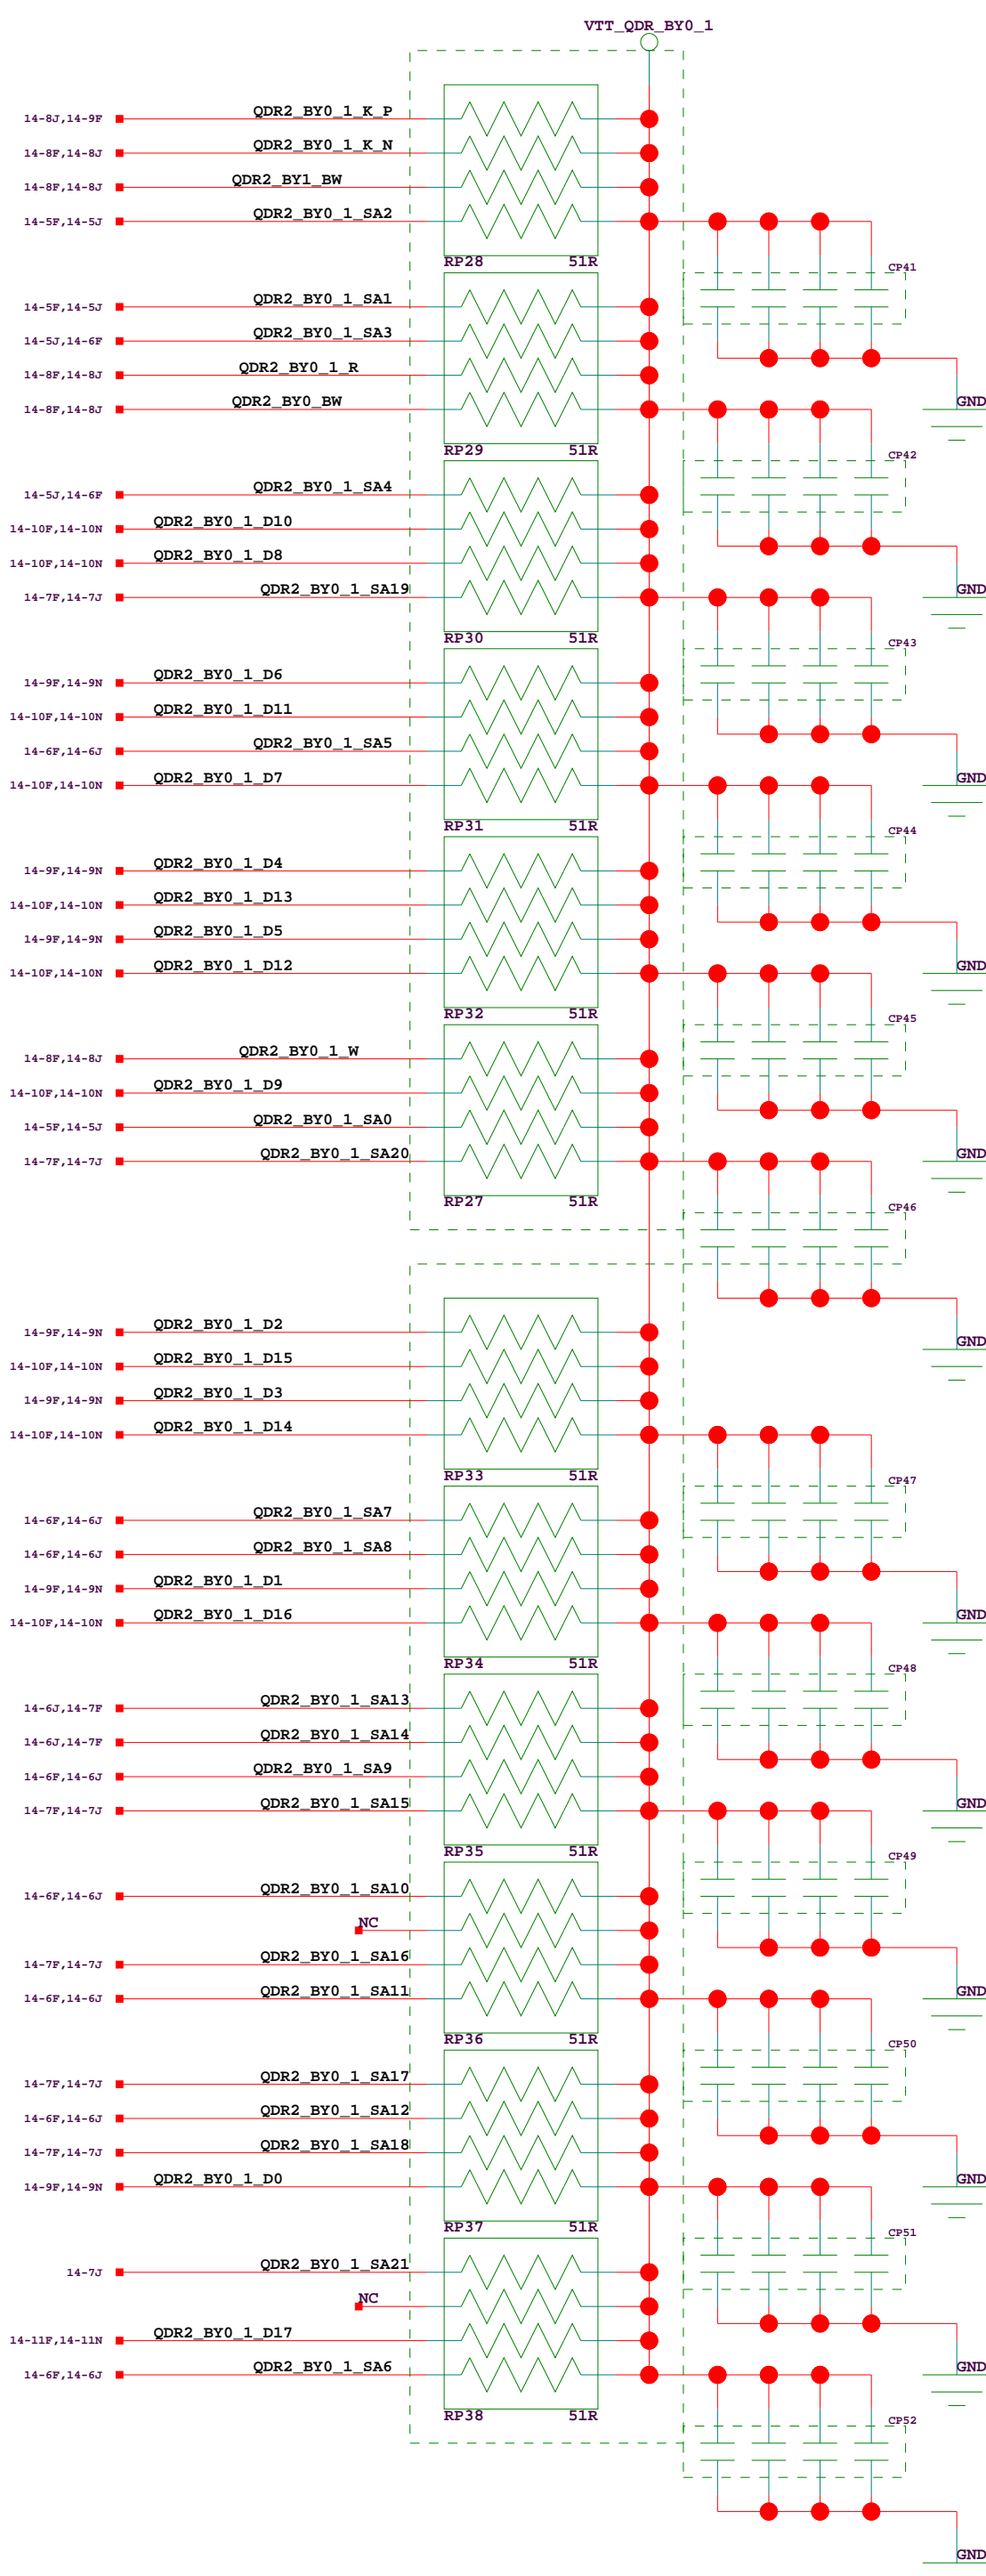 VTT_QDR_BY0_1
14-8J,14-9F QDR2_BY0_1_K_P
14-8F,14-8J QDR2_BY0_1_K_N
14-8F,14-8J QDR2_BY1_BW
14-5F,14-5J QDR2_BY0_1_SA2
RP28 51R CP41
14-5F,14-5J QDR2_BY0_1_SA1
14-5J,14-6F QDR2_BY0_1_SA3
14-8F,14-8J QDR2_BY0_1_R
14-8F,14-8J QDR2_BY0_BW GND
RP29 51R CP42
14-5J,14-6F QDR2_BY0_1_SA4
14-10F,14-10N QDR2_BY0_1_D10
14-10F,14-10N QDR2_BY0_1_D8
14-7F,14-7J QDR2_BY0_1_SA19 GND
RP30 51R CP43
14-9F,14-9N QDR2_BY0_1_D6
14-10F,14-10N QDR2_BY0_1_D11
14-6F,14-6J QDR2_BY0_1_SA5
14-10F,14-10N QDR2_BY0_1_D7 GND
RP31 51R CP44
14-9F,14-9N QDR2_BY0_1_D4
14-10F,14-10N QDR2_BY0_1_D13
14-9F,14-9N QDR2_BY0_1_D5
14-10F,14-10N QDR2_BY0_1_D12 GND
RP32 51R CP45
14-8F,14-8J QDR2_BY0_1_W
14-10F,14-10N QDR2_BY0_1_D9
14-5F,14-5J QDR2_BY0_1_SA0
14-7F,14-7J QDR2_BY0_1_SA20 GND
RP27 51R CP46
14-9F,14-9N QDR2_BY0_1_D2 GND
14-10F,14-10N QDR2_BY0_1_D15
14-9F,14-9N QDR2_BY0_1_D3
14-10F,14-10N QDR2_BY0_1_D14
RP33 51R CP47
14-6F,14-6J QDR2_BY0_1_SA7
14-6F,14-6J QDR2_BY0_1_SA8
14-9F,14-9N QDR2_BY0_1_D1
14-10F,14-10N QDR2_BY0_1_D16 GND
RP34 51R CP48
14-6J,14-7F QDR2_BY0_1_SA13
14-6J,14-7F QDR2_BY0_1_SA14
14-6F,14-6J QDR2_BY0_1_SA9
14-7F,14-7J QDR2_BY0_1_SA15 GND
RP35 51R CP49
14-6F,14-6J QDR2_BY0_1_SA10
NC
14-7F,14-7J QDR2_BY0_1_SA16
14-6F,14-6J QDR2_BY0_1_SA11 GND
RP36 51R CP50
14-7F,14-7J QDR2_BY0_1_SA17
14-6F,14-6J QDR2_BY0_1_SA12
14-7F,14-7J QDR2_BY0_1_SA18
14-9F,14-9N QDR2_BY0_1_D0 GND
RP37 51R CP51
14-7J QDR2_BY0_1_SA21
NC
14-11F,14-11N QDR2_BY0_1_D17
14-6F,14-6J QDR2_BY0_1_SA6 GND
RP38 51R CP52
GND